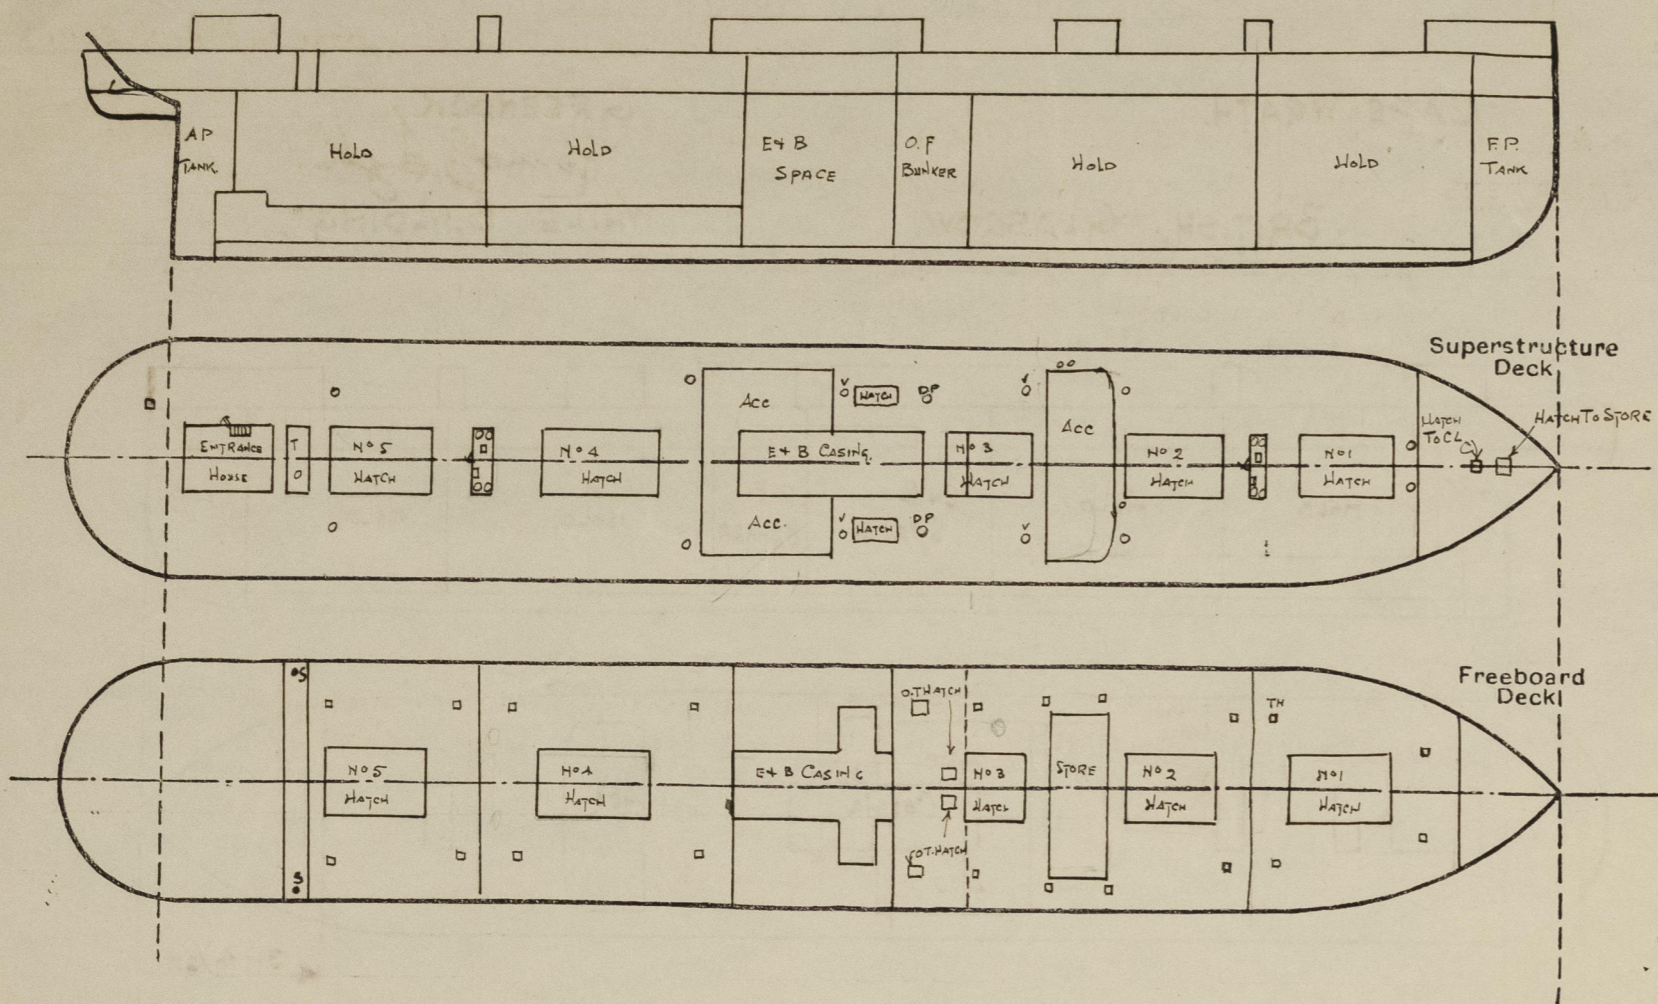 AP
TANK.
HOLD
HOLD
E+B
SPACE
O.F
BUNKER
HOLD
HOLD
F.P.
TANK
Superstructure
Deck
HATCH TO STORE
HATCH
TO CL
ENTRANCE
HOUSE
T
O
No 5
HATCH
No 4
HATCH
ACC
E+B CASING.
ACC.
V
HATCH
DP
V
HATCH
DP
V
V
No 3
HATCH
ACC
No 2
HATCH
No 1
HATCH
Freeboard
Deck
S
S
No 5
HATCH
No 4
HATCH
E+B CASING
O.T HATCH
O.T. HATCH
No 3
HATCH
STORE
No 2
HATCH
TH
No 1
HATCH